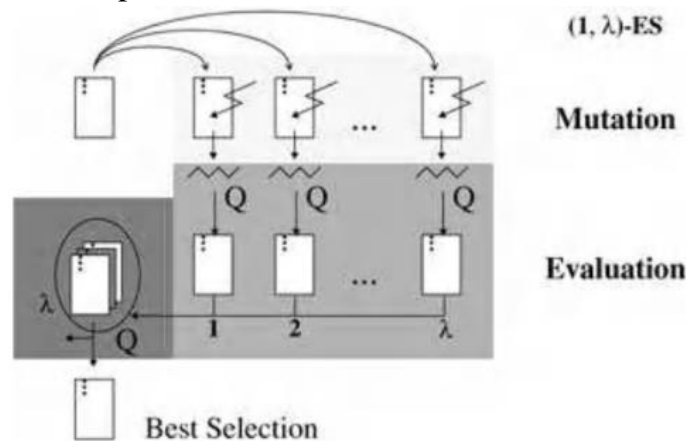 (1, λ)-ES
Mutation
...
Q Q Q
Evaluation
...
λ
1 2 λ
Q
Best Selection